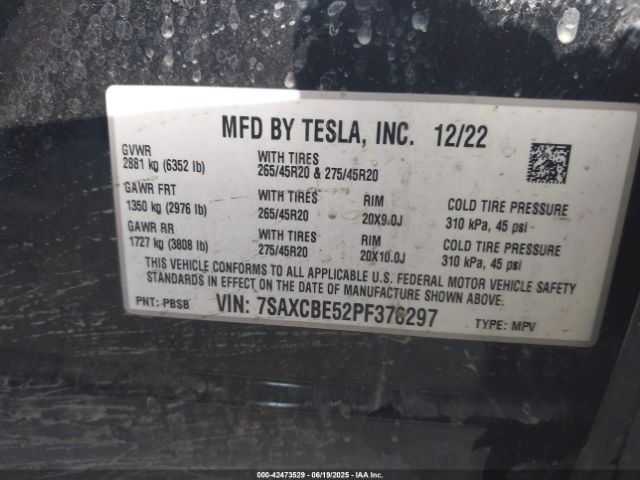 MFD BY TESLA, INC. 12/22
GVWR
2881 kg (6352 lb)
WITH TIRES
265/45R20 & 275/45R20
GAWR FRT
1350 kg (2976 lb)
WITH TIRES
265/45R20
RIM
20X9.0J
COLD TIRE PRESSURE
310 kPa, 45 psi
GAWR RR
1727 kg (3808 lb)
WITH TIRES
275/45R20
RIM
20X10.0J
COLD TIRE PRESSURE
310 kPa, 45 psi
THIS VEHICLE CONFORMS TO ALL APPLICABLE U.S. FEDERAL MOTOR VEHICLE SAFETY
STANDARDS IN EFFECT ON THE DATE OF MANUFACTURE SHOWN ABOVE.
PNT: PBSB VIN: 7SAXCBE52PF376297 TYPE: MPV
000-42473529 - 06/19/2025 - IAA Inc.